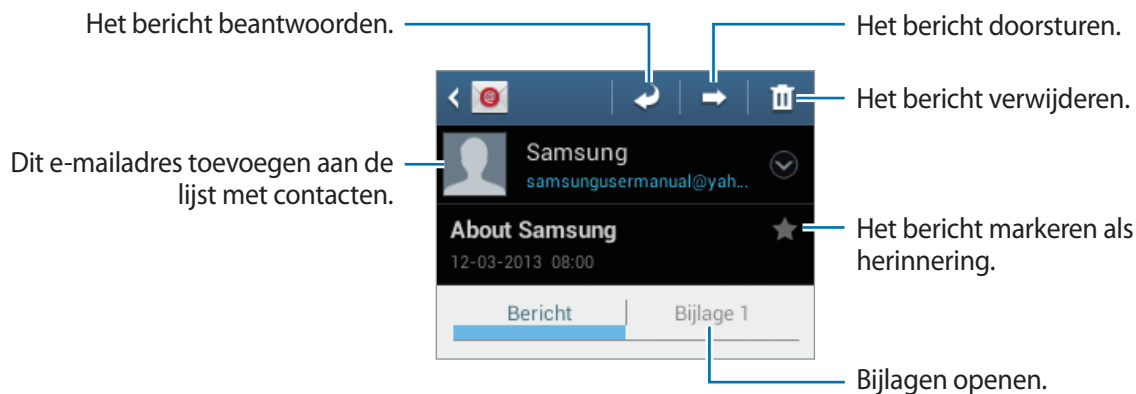 Het bericht beantwoorden.
Het bericht doorsturen.
Het bericht verwijderen.
Dit e-mailadres toevoegen aan de
lijst met contacten.
Samsung
samsungusermanual@yah...
About Samsung
12-03-2013 08:00
Het bericht markeren als
herinnering.
Bericht
Bijlage 1
Bijlagen openen.